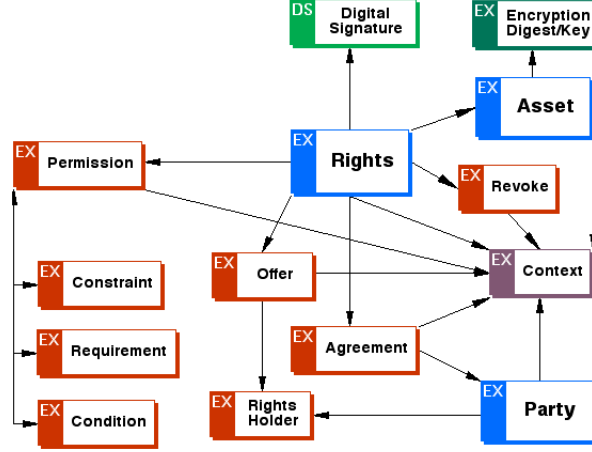 DS Digital
Signature
EX Encryption
Digest/Key
EX Asset
EX Rights
EX Permission
EX Revoke
EX Offer
EX Context
EX Constraint
EX Agreement
EX Requirement
EX Rights
Holder
EX Party
EX Condition